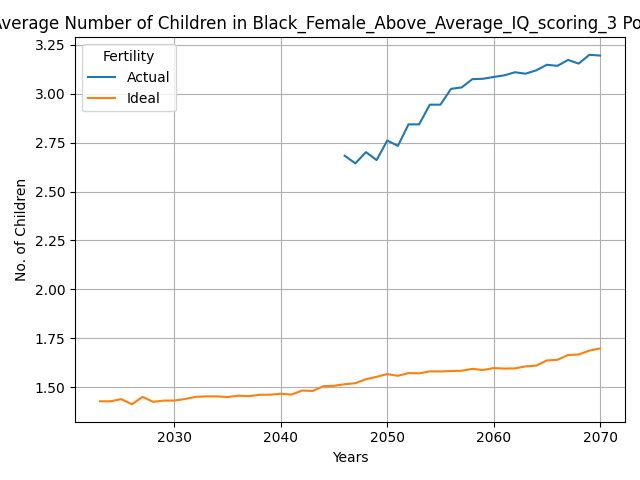 Average Number of Children in Black_Female_Above_Average_IQ_scoring_3 Po
3.25
3.00
2.75
2.50
2.25
2.00
1.75
1.50
No. of Children
Fertility
Actual
Ideal
2030
2040
2050
2060
2070
Years